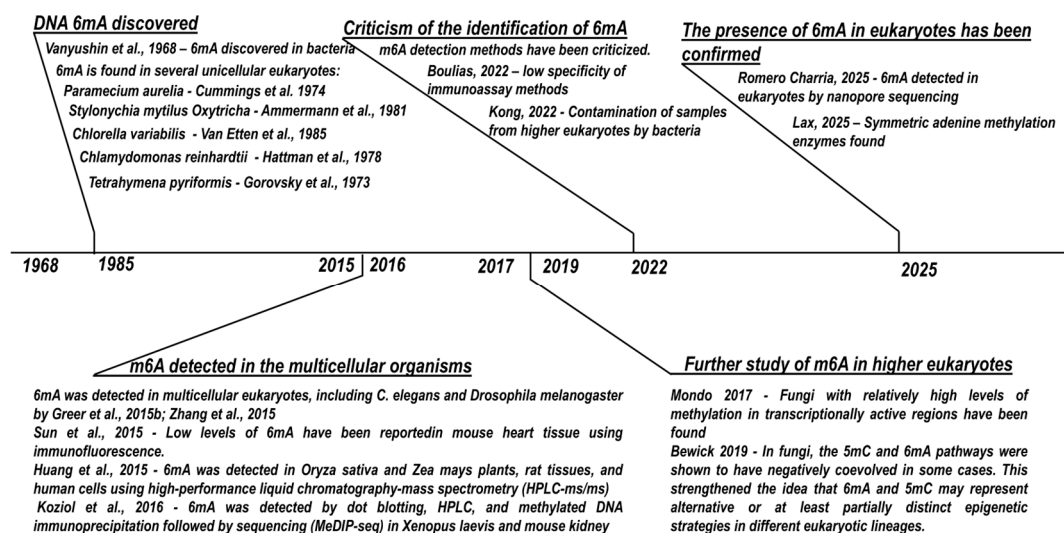 DNA 6mA discovered
Vanyushin et al., 1968 – 6mA discovered in bacteria
6mA is found in several unicellular eukaryotes:
Paramecium aurelia - Cummings et al. 1974
Stylonychia mytilus Oxytricha - Ammermann et al., 1981
Chlorella variabilis - Van Etten et al., 1985
Chlamydomonas reinhardtii - Hattman et al., 1978
Tetrahymena pyriformis - Gorovsky et al., 1973
Criticism of the identification of 6mA
m6A detection methods have been criticized.
Boulias, 2022 – low specificity of
immunoassay methods
Kong, 2022 - Contamination of samples
from higher eukaryotes by bacteria
The presence of 6mA in eukaryotes has been
confirmed
Romero Charria, 2025 - 6mA detected in
eukaryotes by nanopore sequencing
Lax, 2025 – Symmetric adenine methylation
enzymes found
1968 1985 2015 2016 2017 2019 2022 2025
m6A detected in the multicellular organisms
6mA was detected in multicellular eukaryotes, including C. elegans and Drosophila melanogaster
by Greer et al., 2015b; Zhang et al., 2015
Sun et al., 2015 - Low levels of 6mA have been reportedin mouse heart tissue using
immunofluorescence.
Huang et al., 2015 - 6mA was detected in Oryza sativa and Zea mays plants, rat tissues, and
human cells using high-performance liquid chromatography-mass spectrometry (HPLC-ms/ms)
Koziol et al., 2016 - 6mA was detected by dot blotting, HPLC, and methylated DNA
immunoprecipitation followed by sequencing (MeDIP-seq) in Xenopus laevis and mouse kidney
Further study of m6A in higher eukaryotes
Mondo 2017 - Fungi with relatively high levels of
methylation in transcriptionally active regions have been
found
Bewick 2019 - In fungi, the 5mC and 6mA pathways were
shown to have negatively coevolved in some cases. This
strengthened the idea that 6mA and 5mC may represent
alternative or at least partially distinct epigenetic
strategies in different eukaryotic lineages.